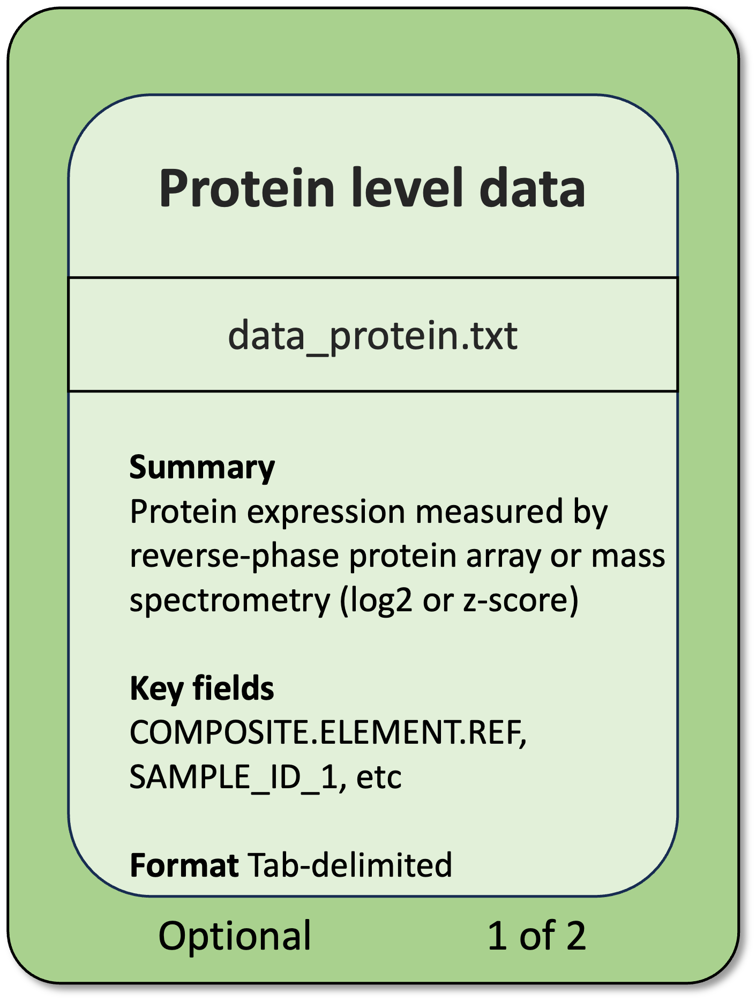 Protein level data
data_protein.txt
Summary
Protein expression measured by
reverse-phase protein array or mass
spectrometry (log2 or z-score)
Key fields
COMPOSITE.ELEMENT.REF,
SAMPLE_ID_1, etc
Format Tab-delimited
Optional 1 of 2